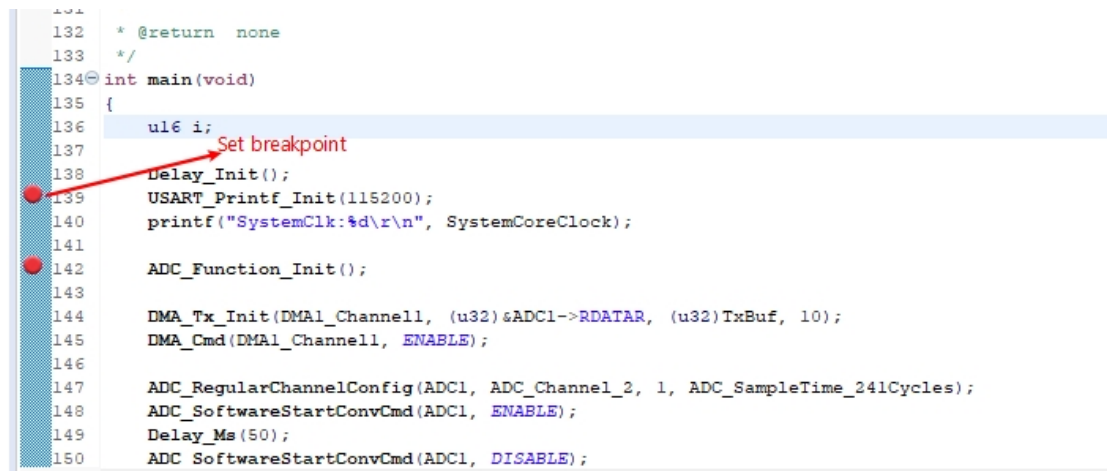 131
132 * @return none
133 */
134 int main(void)
135 {
136 u16 i;
Set breakpoint
137
138 Delay_Init();
139 USART_Printf_Init(115200);
140 printf("SystemClk:%d\r\n", SystemCoreClock);
141
142 ADC_Function_Init();
143
144 DMA_Tx_Init(DMA1_Channel1, (u32)&ADC1->RDATAR, (u32)TxBuf, 10);
145 DMA_Cmd(DMA1_Channel1, ENABLE);
146
147 ADC_RegularChannelConfig(ADC1, ADC_Channel_2, 1, ADC_SampleTime_241Cycles);
148 ADC_SoftwareStartConvCmd(ADC1, ENABLE);
149 Delay_Ms(50);
150 ADC_SoftwareStartConvCmd(ADC1, DISABLE);